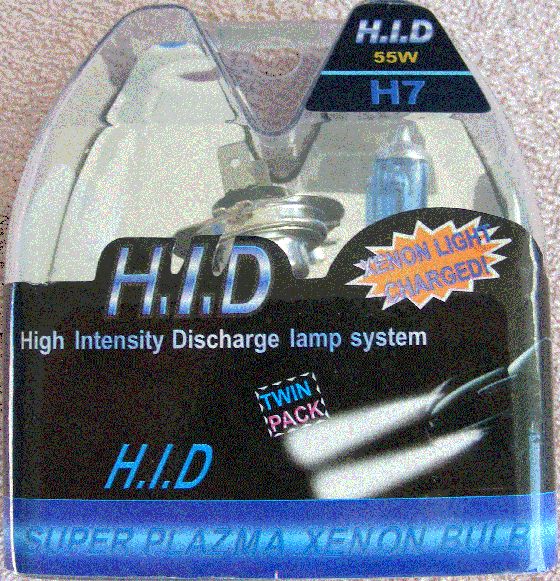 H.I.D
55W
H7
XENON LIGHT
CHARGED!
H.I.D
High Intensity Discharge lamp system
TWIN
PACK
H.I.D
SUPER PLAZMA XENON BULB